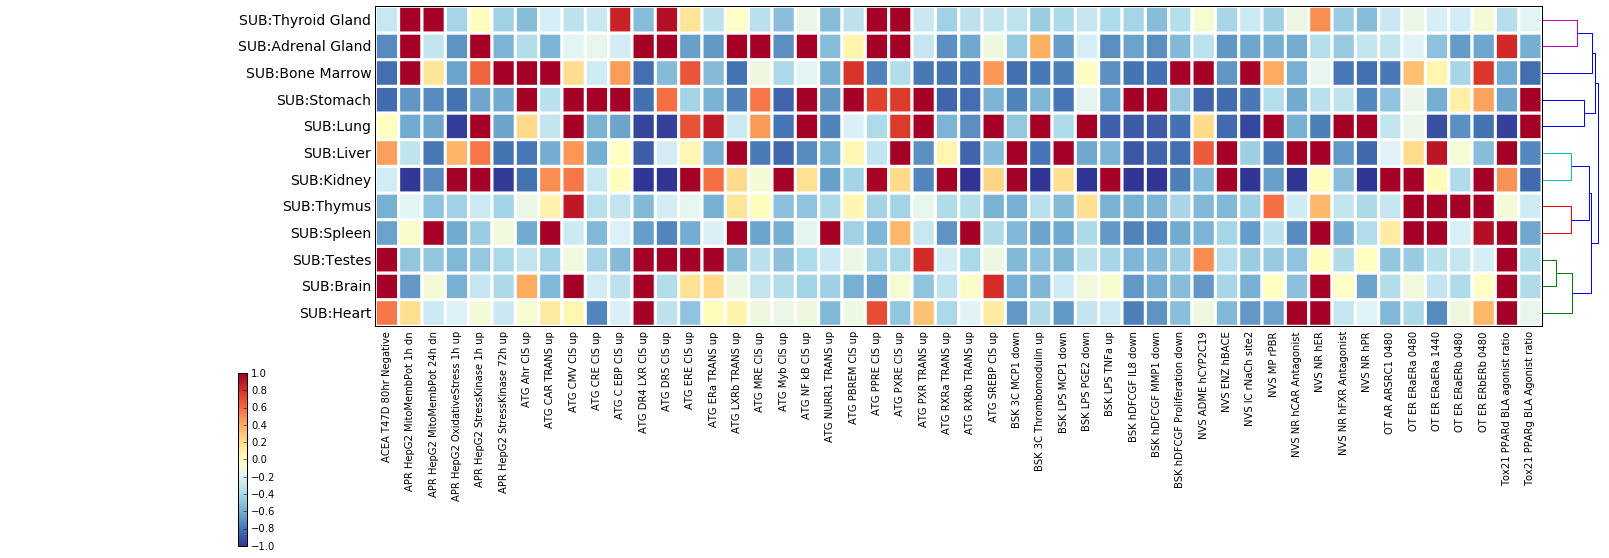 SUB:Thyroid Gland
SUB:Adrenal Gland
SUB:Bone Marrow
SUB:Stomach
SUB:Lung
SUB:Liver
SUB:Kidney
SUB:Thymus
SUB:Spleen
SUB:Testes
SUB:Brain
SUB:Heart
ACEA T47D 80hr Negative
APR HepG2 MitoMembPot 1h dn
APR HepG2 MitoMembPot 24h dn
APR HepG2 OxidativeStress 1h up
APR HepG2 StressKinase 1h up
APR HepG2 StressKinase 72h up
ATG Ahr CIS up
ATG CAR TRANS up
ATG CMV CIS up
ATG CRE CIS up
ATG C EBP CIS up
ATG DR4 LXR CIS up
ATG DR5 CIS up
ATG ERE CIS up
ATG ERa TRANS up
ATG LXRb TRANS up
ATG MRE CIS up
ATG Myb CIS up
ATG NF kB CIS up
ATG NURR1 TRANS up
ATG PBREM CIS up
ATG PPRE CIS up
ATG PXRE CIS up
ATG PXR TRANS up
ATG RXRa TRANS up
ATG RXRb TRANS up
ATG SREBP CIS up
BSK 3C MCP1 down
BSK 3C Thrombomodulin up
BSK LPS MCP1 down
BSK LPS PGE2 down
BSK LPS TNFa up
BSK hDFCGF IL8 down
BSK hDFCGF MMP1 down
BSK hDFCGF Proliferation down
NVS ADME hCYP2C19
NVS ENZ hBACE
NVS IC rNaCh site2
NVS MP rPBR
NVS NR hCAR Antagonist
NVS NR hER
NVS NR hFXR Antagonist
NVS NR hPR
OT AR ARSRC1 0480
OT ER ERaERa 0480
OT ER ERaERa 1440
OT ER ERaERb 0480
OT ER ERbERb 0480
Tox21 PPARd BLA antagonist ratio
Tox21 PPARg BLA Agonist ratio
1.0
0.8
0.6
0.4
0.2
0.0
−0.2
−0.4
−0.6
−0.8
−1.0